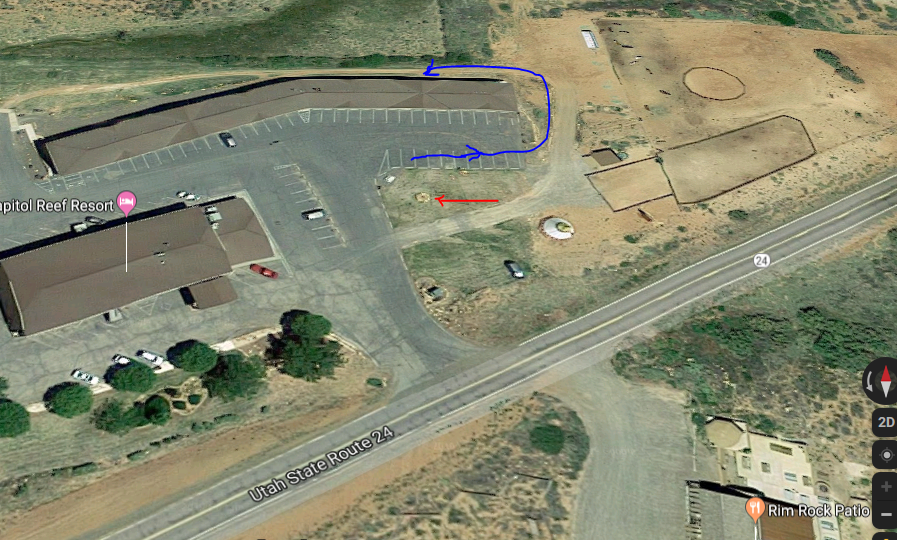 apitol Reef Resort
24
Utah State Route 24
2D
Rim Rock Patio